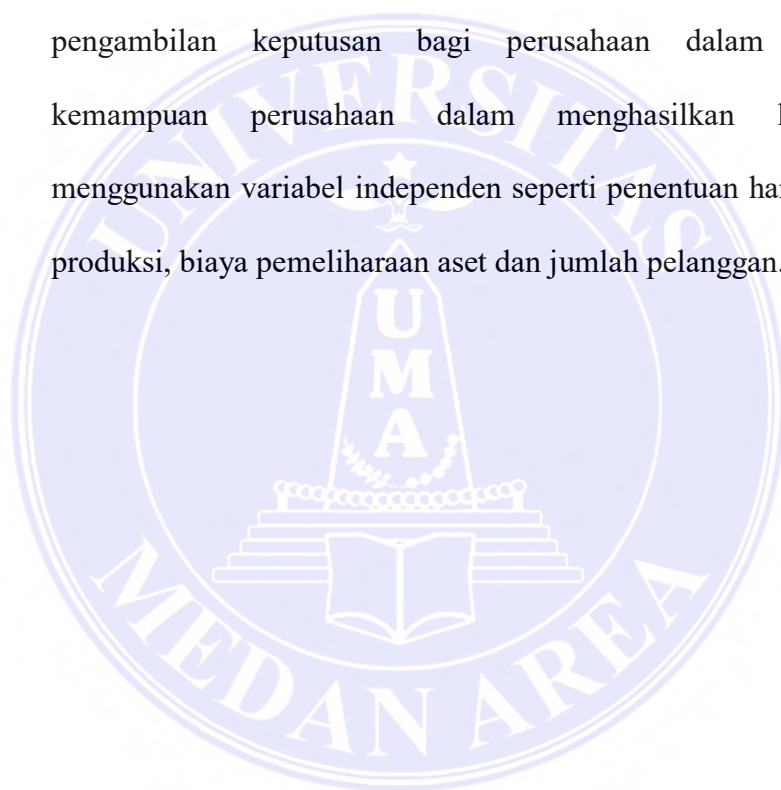 pengambilan keputusan bagi perusahaan dalam
kemampuan perusahaan dalam menghasilkan
menggunakan variabel independen seperti penentuan
produksi, biaya pemeliharaan aset dan jumlah pelanggan.
UNIVERSITAS
UMA
MEDAN AREA